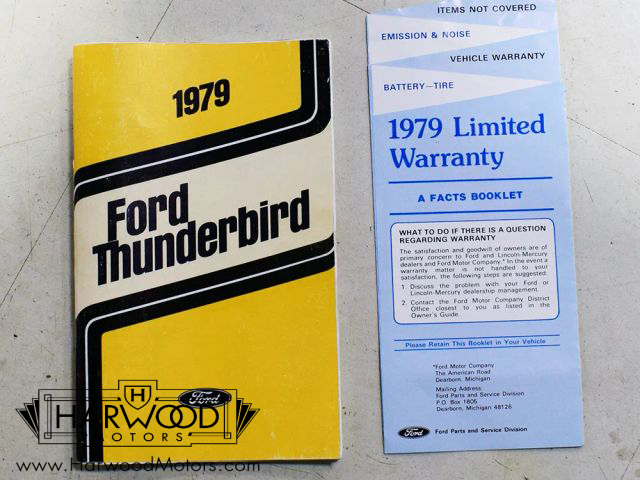 1979
Ford
Thunderbird
Ford
H
HARWOOD
MOTORS
www.HarwoodMotors.com
ITEMS NOT COVERED
EMISSION & NOISE
VEHICLE WARRANTY
BATTERY—TIRE
1979 Limited
Warranty
A FACTS BOOKLET
WHAT TO DO IF THERE IS A QUESTION
REGARDING WARRANTY
The satisfaction and goodwill of owners are of
primary concern to Ford and Lincoln-Mercury
dealers and Ford Motor Company.* In the event a
warranty matter is not handled to your
satisfaction, the following steps are suggested:
1. Discuss the problem with your Ford or
Lincoln-Mercury dealership management.
2. Contact the Ford Motor Company District
Office closest to you as listed in the
Owner's Guide.
Please Retain This Booklet in Your Vehicle
*Ford Motor Company
The American Road
Dearborn, Michigan
Mailing Address:
Ford Parts and Service Division
P.O. Box 1805
Dearborn, Michigan 48126
Ford Ford Parts and Service Division